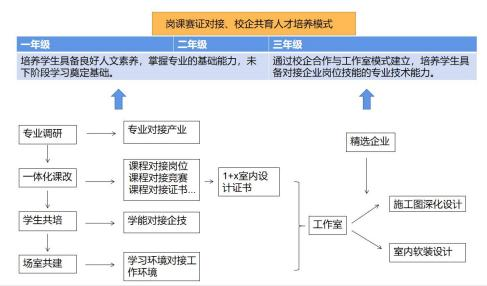 岗课赛证对接、校企共育人才培养模式
一年级 二年级 三年级
培养学生具备良好人文素养，掌握专业的基础能力，未
下阶段学习奠定基础。
通过校企合作与工作室模式建立，培养学生具
备对接企业岗位技能的专业技术能力。
专业调研
专业对接产业
精选企业
一体化课改
课程对接岗位
课程对接竞赛
课程对接证书...
1+x室内设
计证书
学生共培
学能对接企技
工作室
施工图深化设计
场室共建
学习环境对接工
作环境
室内软装设计